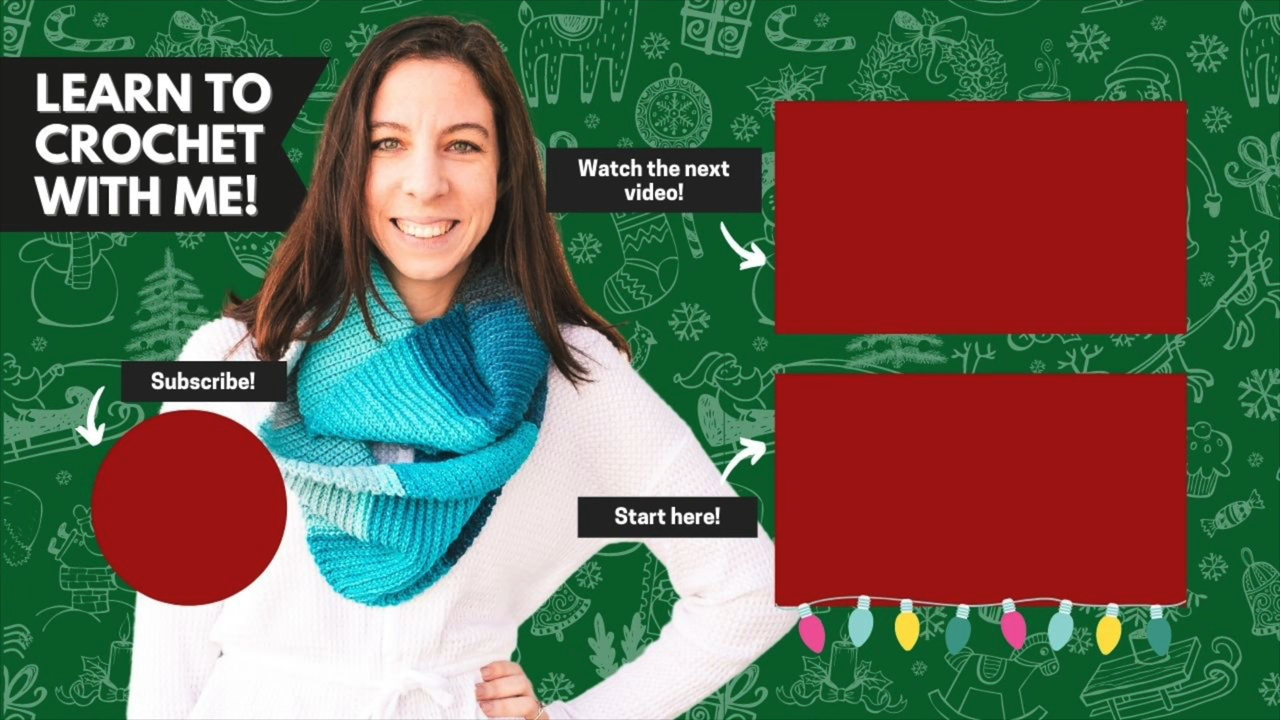 LEARN TO
CROCHET
WITH ME!
Watch the next
video!
Subscribe!
Start here!